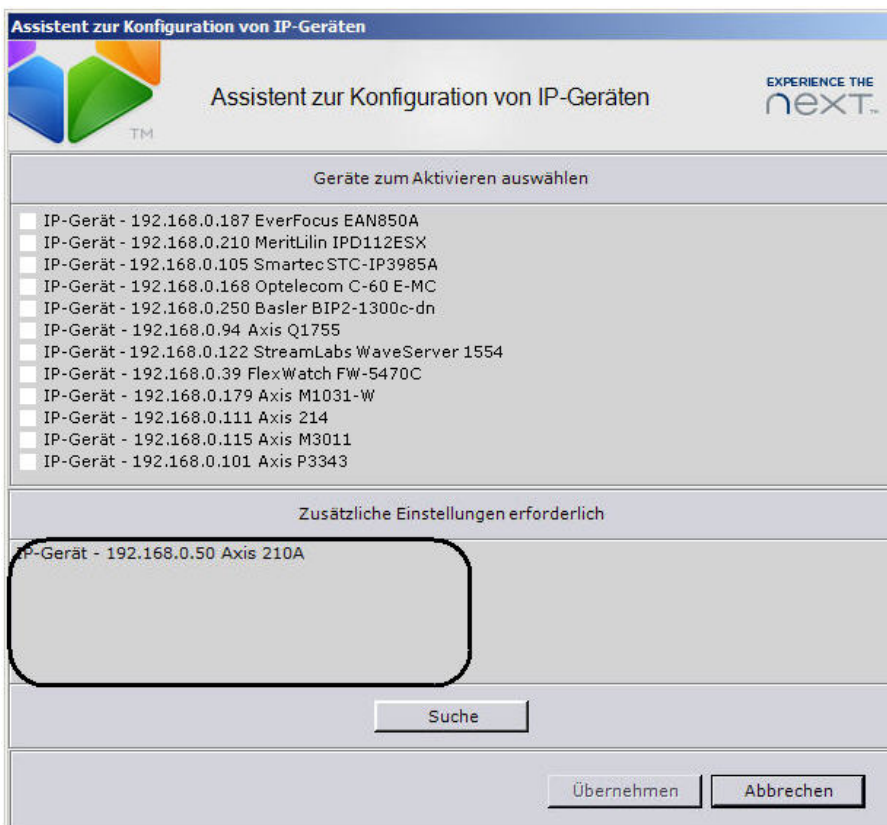 Assistent zur Konfiguration von IP-Geräten
TM
Assistent zur Konfiguration von IP-Geräten
EXPERIENCE THE
next™
Geräte zum Aktivieren auswählen
IP-Gerät - 192.168.0.187 EverFocus EAN850A
IP-Gerät - 192.168.0.210 MeritLilin IPD112ESX
IP-Gerät - 192.168.0.105 Smartec STC-IP3985A
IP-Gerät - 192.168.0.168 Optelecom C-60 E-MC
IP-Gerät - 192.168.0.250 Basler BIP2-1300c-dn
IP-Gerät - 192.168.0.94 Axis Q1755
IP-Gerät - 192.168.0.122 StreamLabs WaveServer 1554
IP-Gerät - 192.168.0.39 FlexWatch FW-5470C
IP-Gerät - 192.168.0.179 Axis M1031-W
IP-Gerät - 192.168.0.111 Axis 214
IP-Gerät - 192.168.0.115 Axis M3011
IP-Gerät - 192.168.0.101 Axis P3343
Zusätzliche Einstellungen erforderlich
IP-Gerät - 192.168.0.50 Axis 210A
Suche
Übernehmen
Abbrechen